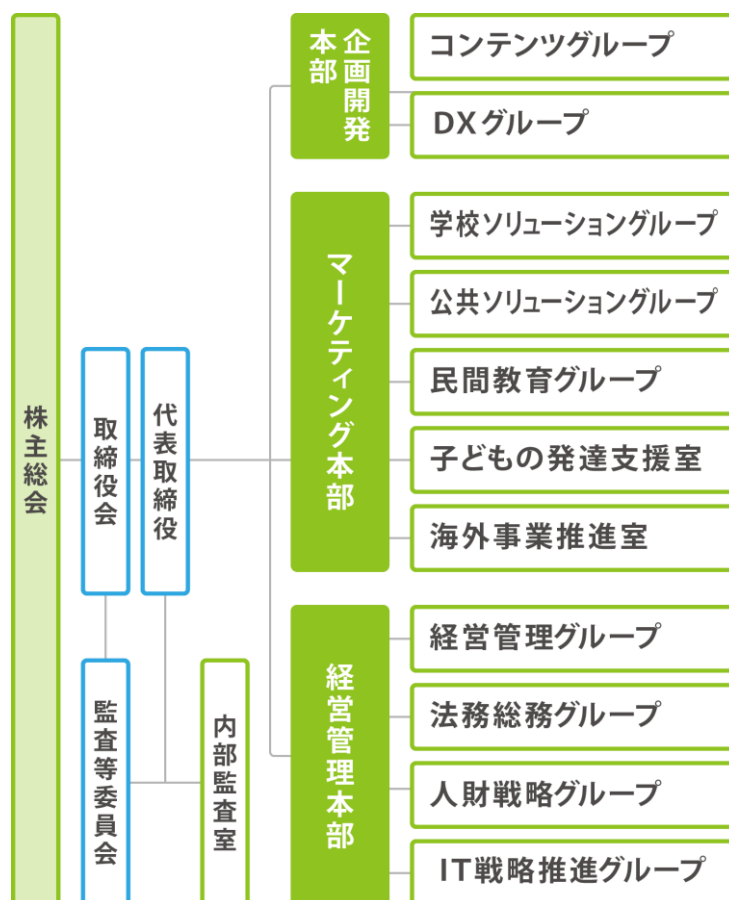 株主総会
取締役会
代表取締役
監査等委員会
内部監査室
企画開発
本部
コンテンツグループ
DXグループ
マーケティング本部
学校ソリューショングループ
公共ソリューショングループ
民間教育グループ
子どもの発達支援室
海外事業推進室
経営管理本部
経営管理グループ
法務総務グループ
人財戦略グループ
IT戦略推進グループ